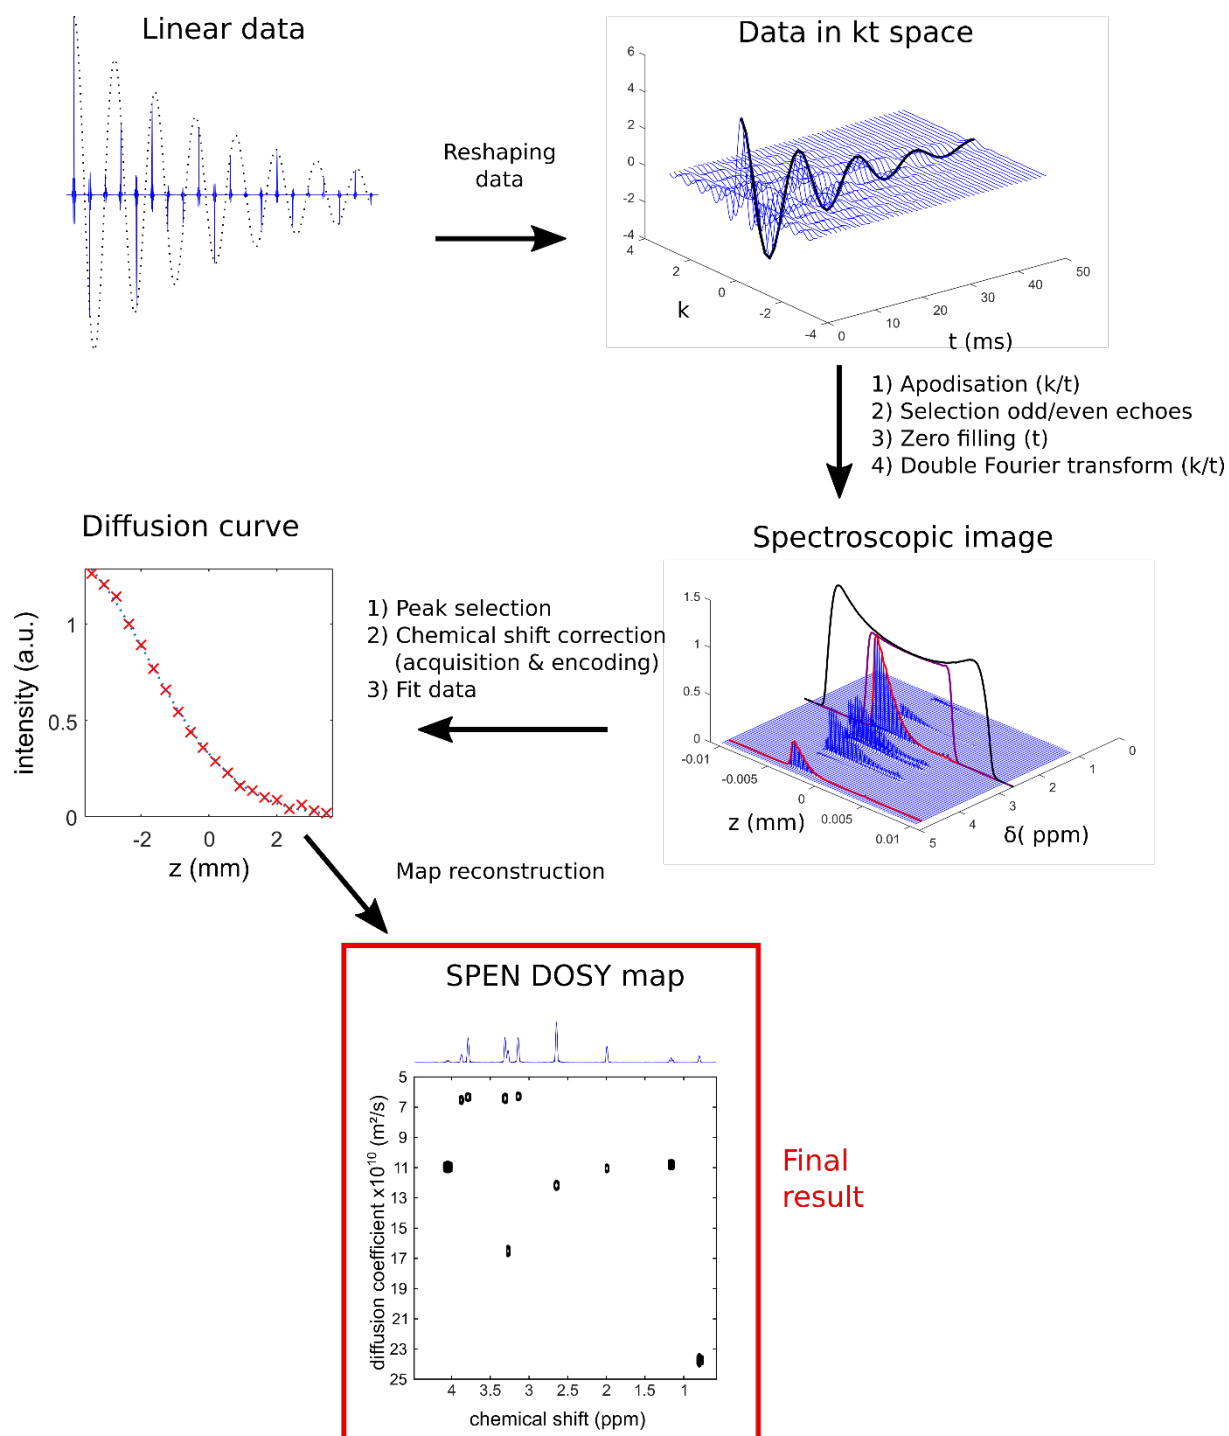 Linear data
Reshaping
data
Data in kt space
6
4
2
0
-2
-4
4
2
0
-2
-4
k
0
10
20
30
40
50
t (ms)
1) Apodisation (k/t)
2) Selection odd/even echoes
3) Zero filling (t)
4) Double Fourier transform (k/t)
Spectroscopic image
1.5
1
0.5
0
-0.01
-0.005
0
0.005
0.01
z (mm)
5
4
3
2
1
0
δ( ppm)
1) Peak selection
2) Chemical shift correction
(acquisition & encoding)
3) Fit data
Diffusion curve
intensity (a.u.)
1
0.5
0
-2
0
2
z (mm)
Map reconstruction
SPEN DOSY map
diffusion coefficient x10¹⁰ (m²/s)
5
7
9
11
13
15
17
19
21
23
25
4
3.5
3
2.5
2
1.5
1
chemical shift (ppm)
Final
result